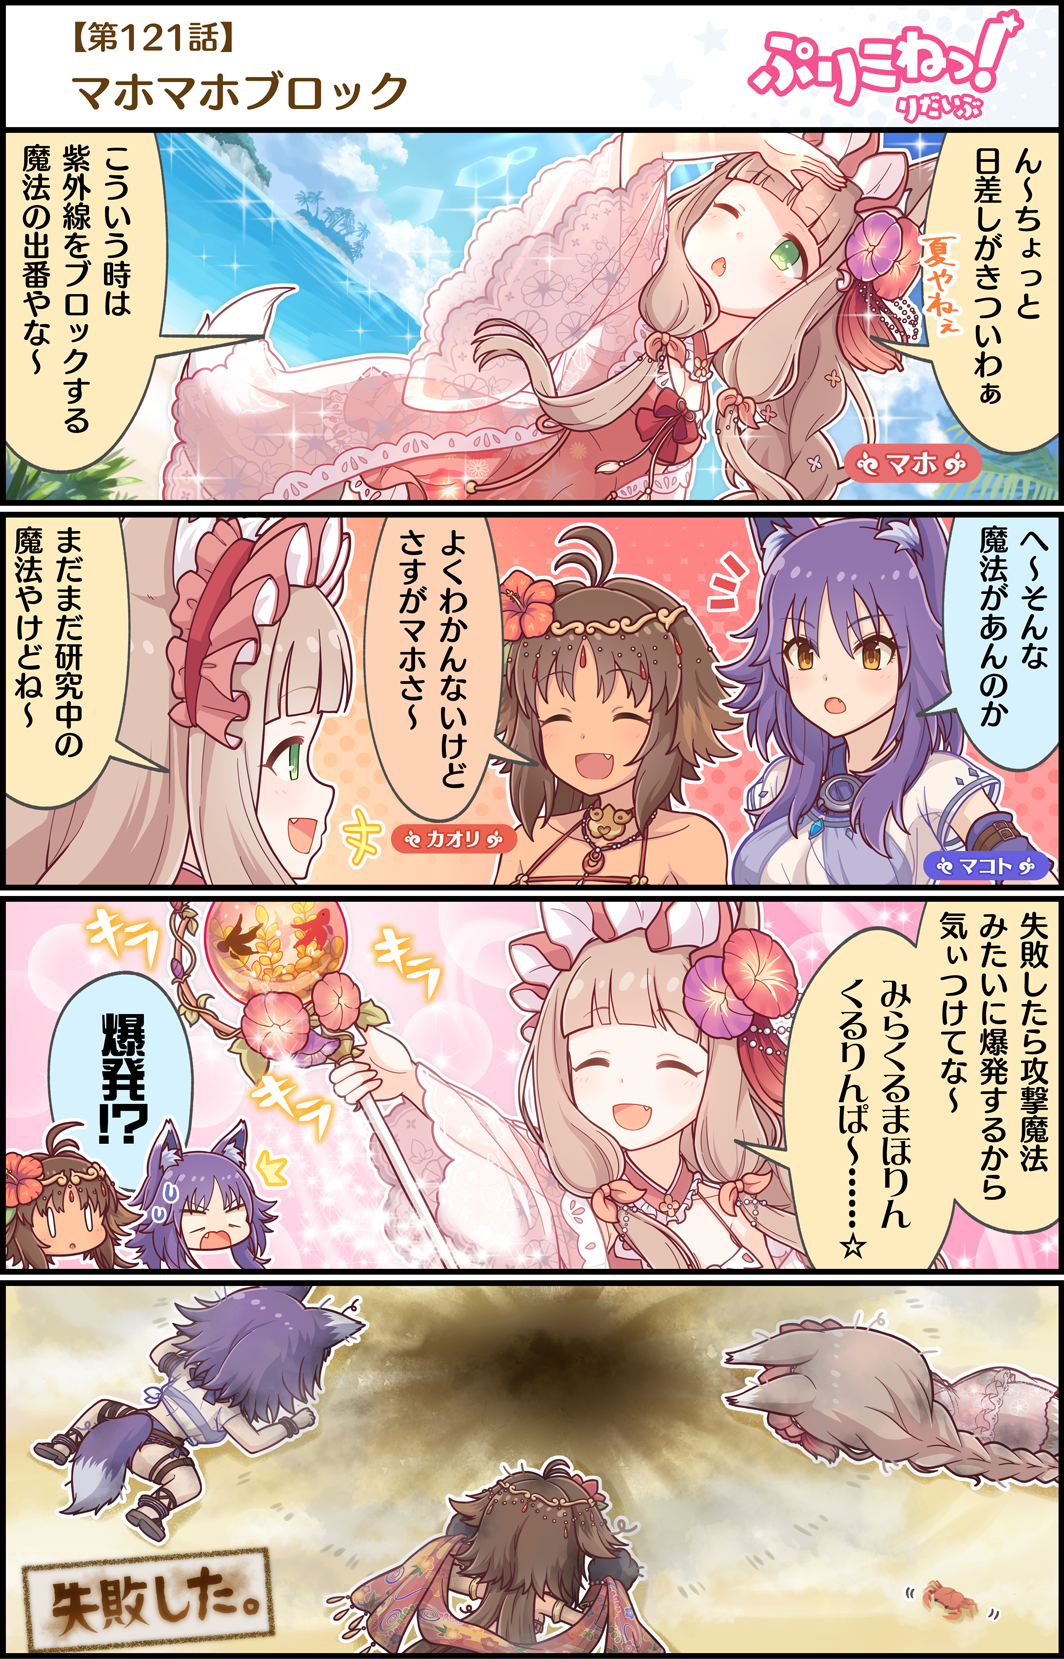 【第121話】
マホマホブロック
ぷりこねっ!
りだいぶ
ん〜ちょっと
日差しがきついわぁ
夏やねぇ
マホ
こういう時は
紫外線をブロックする
魔法の出番やな〜
へ〜そんな
魔法があんのか
マコト
よくわかんないけど
さすがマホさ〜
カオリ
まだまだ研究中の
魔法やけどね〜
失敗したら攻撃魔法
みたいに爆発するから
気ぃつけてな〜
みらくるまほりん
くるりんぱ〜……☆
キラ
キラ
キラ
爆発!?
失敗した。